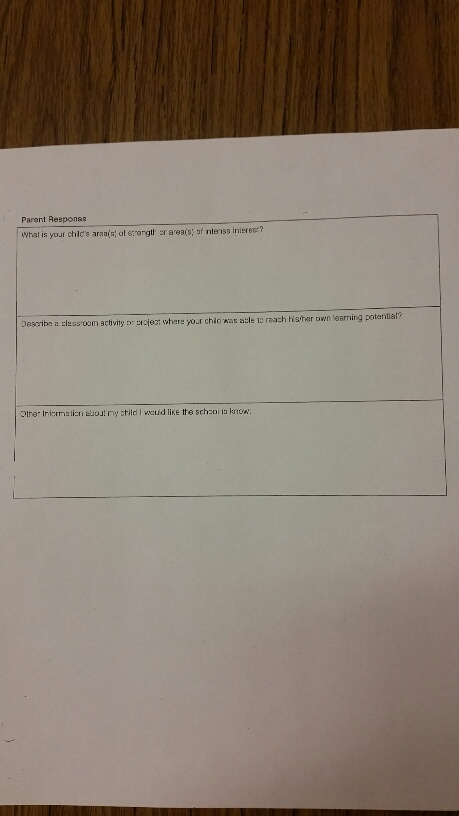 Parent Response
What is your child's area(s) of strength or area(s) of intense interest?
Describe a classroom activity or project where your child was able to reach his/her own learning potential?
Other Information about my child I would like the school to know: